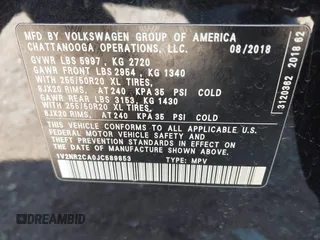 MFD BY VOLKSWAGEN GROUP OF AMERICA
CHATTANOOGA OPERATIONS, LLC. 08/2018
GVWR LBS 5997 , KG 2720
GAWR FRONT LBS 2954 , KG 1340
WITH 255/50R20 XL TIRES,
8JX20 RIMS, AT 240 KPA 35 PSI COLD
GAWR REAR LBS 3153 , KG 1430
WITH 255/50R20 XL TIRES,
8JX20 RIMS, AT 240 KPA 35 PSI COLD
THIS VEHICLE CONFORMS TO ALL APPLICABLE U.S.
FEDERAL MOTOR VEHICLE SAFETY AND
THEFT PREVENTION STANDARDS IN EFFECT ON THE
DATE OF MANUFACTURE SHOWN ABOVE.
1V2NR2CA0JC589853 TYPE: MPV
3120362 2018 62
DREAMBID